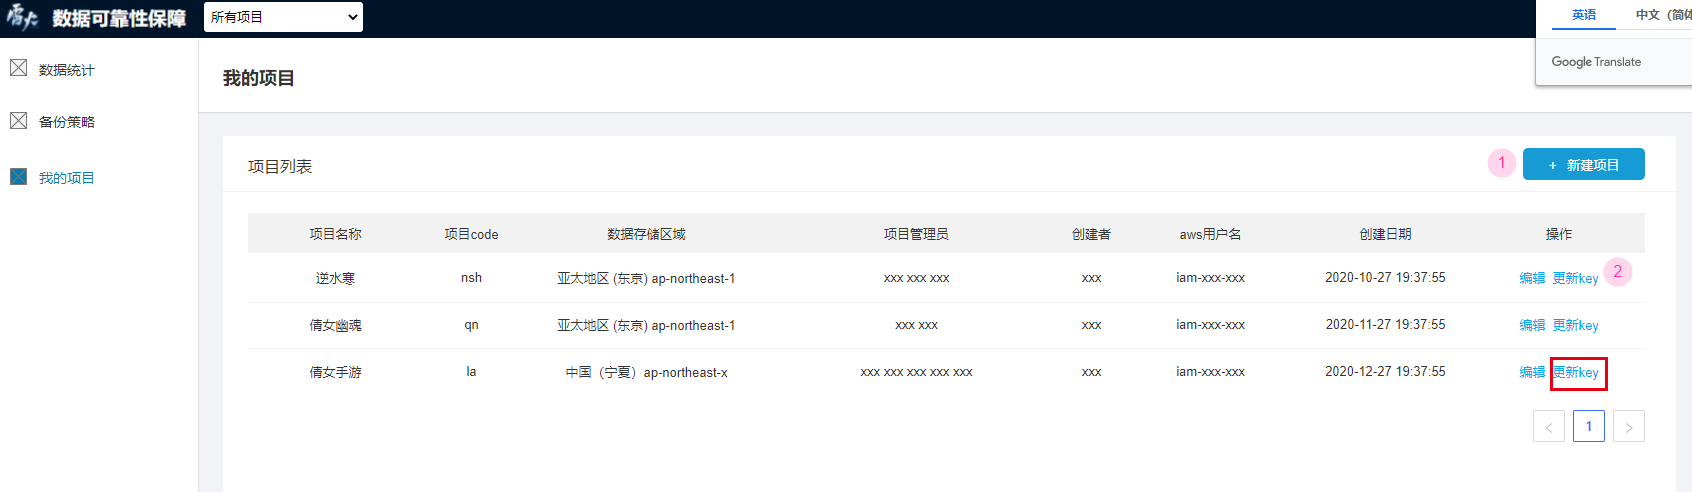 雷火 数据可靠性保障 所有项目
英语 中文（简体
Google Translate
数据统计
备份策略
我的项目
我的项目
项目列表
1 + 新建项目
项目名称 项目code 数据存储区域 项目管理员 创建者 aws用户名 创建日期 操作
逆水寒 nsh 亚太地区 (东京) ap-northeast-1 xxx xxx xxx xxx iam-xxx-xxx 2020-10-27 19:37:55 编辑 更新key 2
倩女幽魂 qn 亚太地区 (东京) ap-northeast-1 xxx xxx xxx iam-xxx-xxx 2020-11-27 19:37:55 编辑 更新key
倩女手游 la 中国（宁夏）ap-northeast-x xxx xxx xxx xxx xxx xxx iam-xxx-xxx 2020-12-27 19:37:55 编辑 更新key
< 1 >